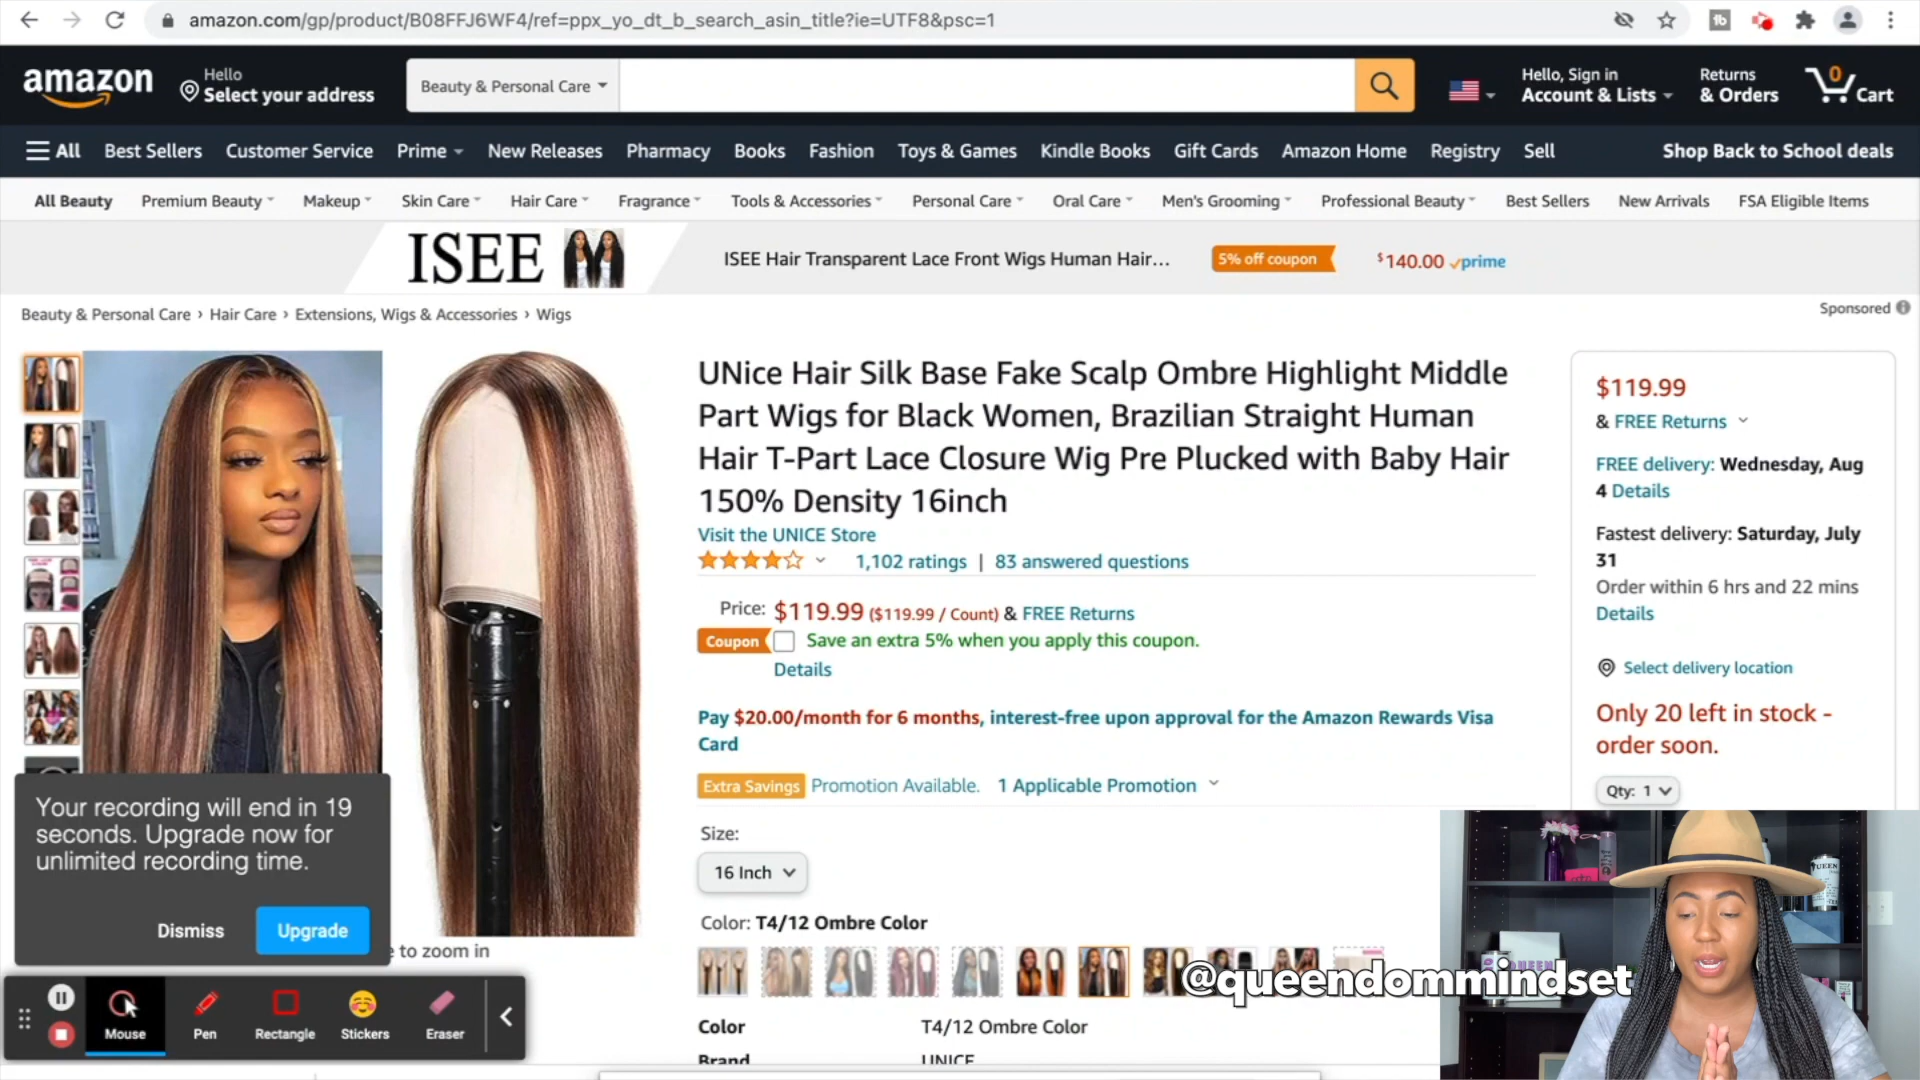 amazon.com/gp/product/B08FFJ6WF4/ref=ppx_yo_dt_b_search_asin_title?ie=UTF8&psc=1
amazon
Hello
Select your address
Beauty & Personal Care
Hello, Sign in
Account & Lists
Returns
& Orders
0
Cart
All
Best Sellers
Customer Service
Prime
New Releases
Pharmacy
Books
Fashion
Toys & Games
Kindle Books
Gift Cards
Amazon Home
Registry
Sell
Shop Back to School deals
All Beauty
Premium Beauty
Makeup
Skin Care
Hair Care
Fragrance
Tools & Accessories
Personal Care
Oral Care
Men's Grooming
Professional Beauty
Best Sellers
New Arrivals
FSA Eligible Items
ISEE
ISEE Hair Transparent Lace Front Wigs Human Hair...
5% off coupon
$140.00 prime
Sponsored
Beauty & Personal Care › Hair Care › Extensions, Wigs & Accessories › Wigs
UNice Hair Silk Base Fake Scalp Ombre Highlight Middle
Part Wigs for Black Women, Brazilian Straight Human
Hair T-Part Lace Closure Wig Pre Plucked with Baby Hair
150% Density 16inch
Visit the UNICE Store
1,102 ratings | 83 answered questions
Price: $119.99 ($119.99 / Count) & FREE Returns
Coupon Save an extra 5% when you apply this coupon.
Details
Pay $20.00/month for 6 months, interest-free upon approval for the Amazon Rewards Visa
Card
Extra Savings Promotion Available. 1 Applicable Promotion
Size:
16 Inch
Color: T4/12 Ombre Color
Color T4/12 Ombre Color
Brand UNICE
$119.99
& FREE Returns
FREE delivery: Wednesday, Aug
4 Details
Fastest delivery: Saturday, July
31
Order within 6 hrs and 22 mins
Details
Select delivery location
Only 20 left in stock -
order soon.
Qty: 1
Your recording will end in 19
seconds. Upgrade now for
unlimited recording time.
Dismiss
Upgrade
e to zoom in
Mouse
Pen
Rectangle
Stickers
Eraser
@queendommindset